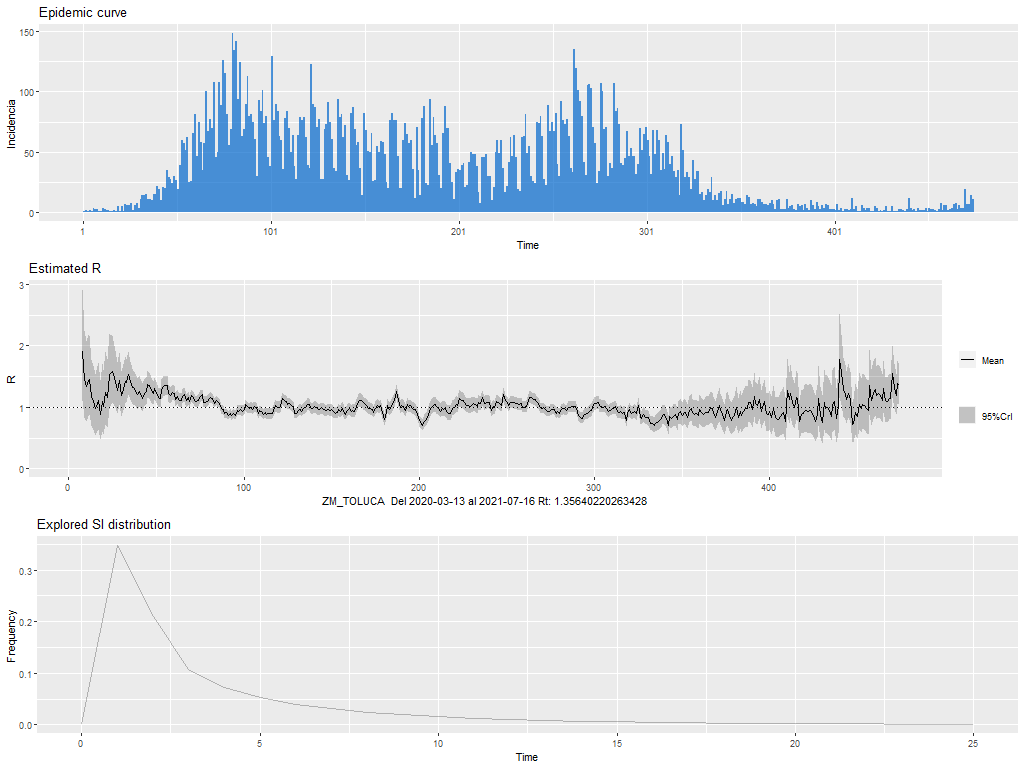 Epidemic curve
150
100
50
0
Incidencia
1 101 201 301 401
Time
Estimated R
3
2
1
0
R
0 100 200 300 400
ZM_TOLUCA Del 2020-03-13 al 2021-07-16 Rt: 1.35640220263428
Mean
95%CrI
Explored SI distribution
0.3
0.2
0.1
0.0
Frequency
0 5 10 15 20 25
Time